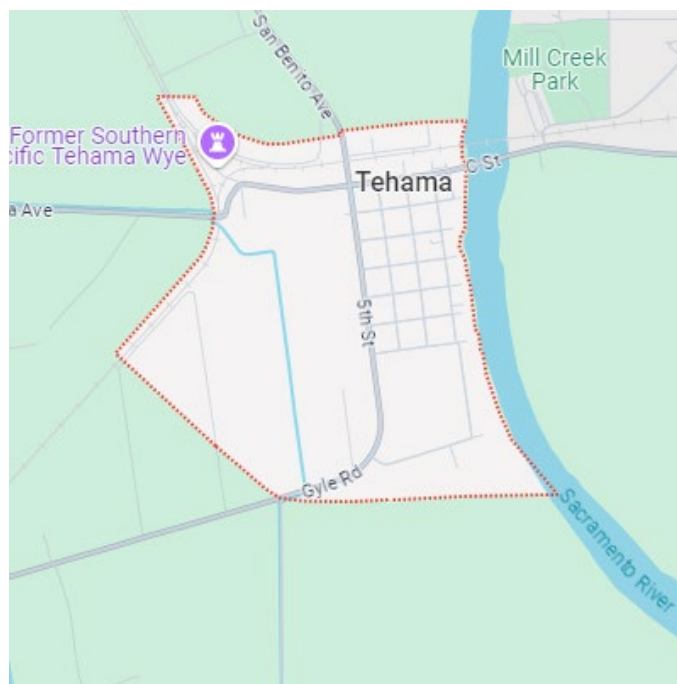 San Benito Ave
Mill Creek
Park
Former Southern
cific Tehama Wye
C St
Tehama
a Ave
5th St
Gyle Rd
Sacramento River